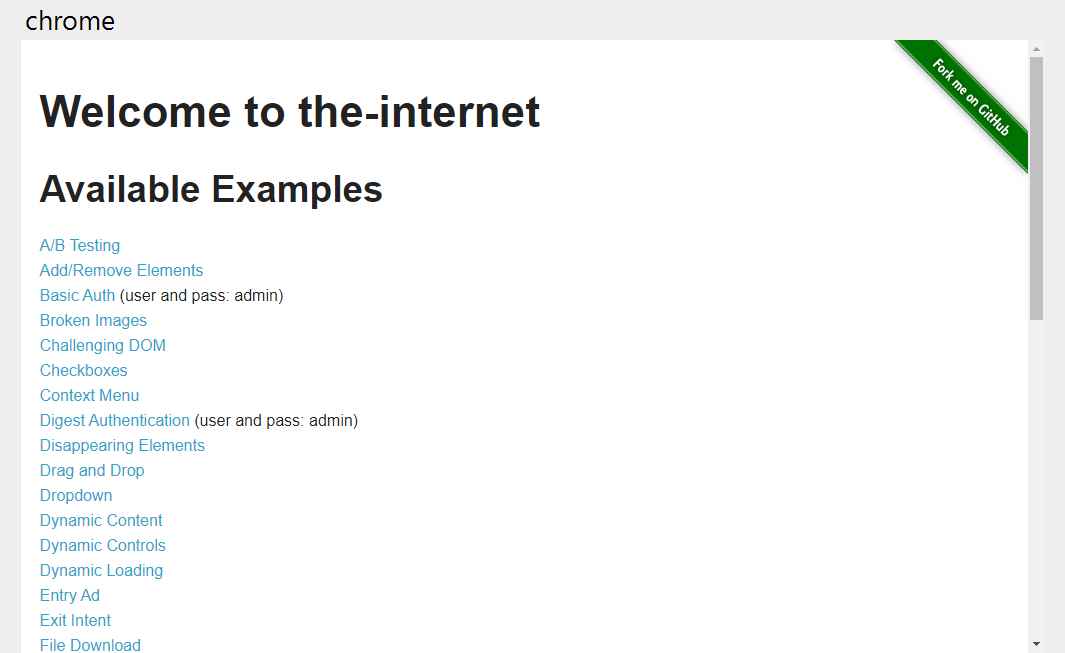 chrome
Fork me on GitHub
Welcome to the-internet
Available Examples
A/B Testing
Add/Remove Elements
Basic Auth (user and pass: admin)
Broken Images
Challenging DOM
Checkboxes
Context Menu
Digest Authentication (user and pass: admin)
Disappearing Elements
Drag and Drop
Dropdown
Dynamic Content
Dynamic Controls
Dynamic Loading
Entry Ad
Exit Intent
File Download